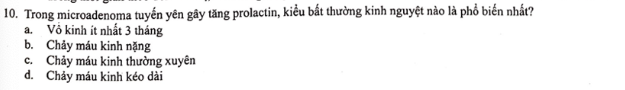 10. Trong microadenoma tuyến yên gây tăng prolactin, kiểu bất thường kinh nguyệt nào là phổ biến nhất?
a. Vô kinh ít nhất 3 tháng
b. Chảy máu kinh nặng
c. Chảy máu kinh thường xuyên
d. Chảy máu kinh kéo dài